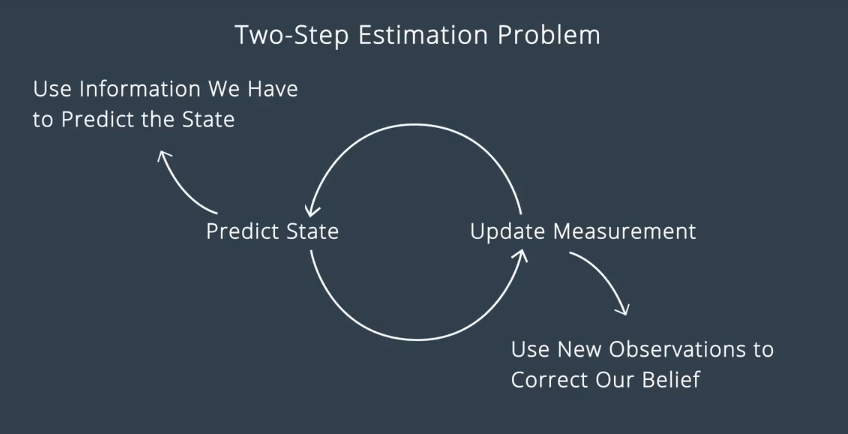 Two-Step Estimation Problem
Use Information We Have
to Predict the State
Predict State
Update Measurement
Use New Observations to
Correct Our Belief